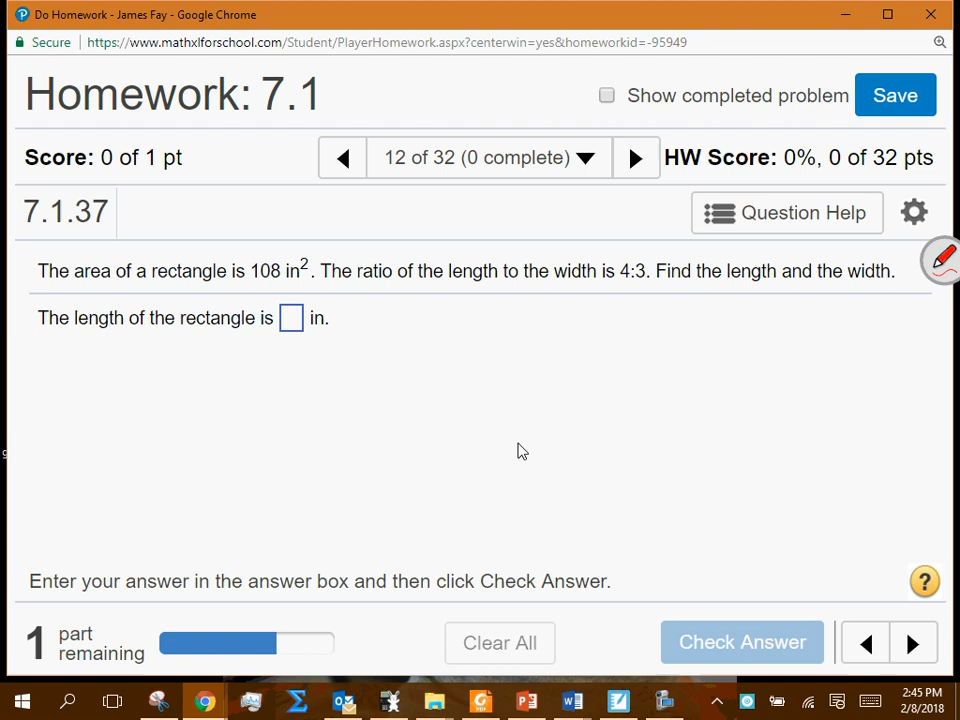 Do Homework - James Fay - Google Chrome
Secure | https://www.mathxlforschool.com/Student/PlayerHomework.aspx?centerwin=yes&homeworkid=-95949
Homework: 7.1
Show completed problem
Save
Score: 0 of 1 pt
12 of 32 (0 complete)
HW Score: 0%, 0 of 32 pts
7.1.37
Question Help
The area of a rectangle is 108 in². The ratio of the length to the width is 4:3. Find the length and the width.
The length of the rectangle is in.
Enter your answer in the answer box and then click Check Answer.
?
1 part remaining
Clear All
Check Answer
2:45 PM
2/8/2018